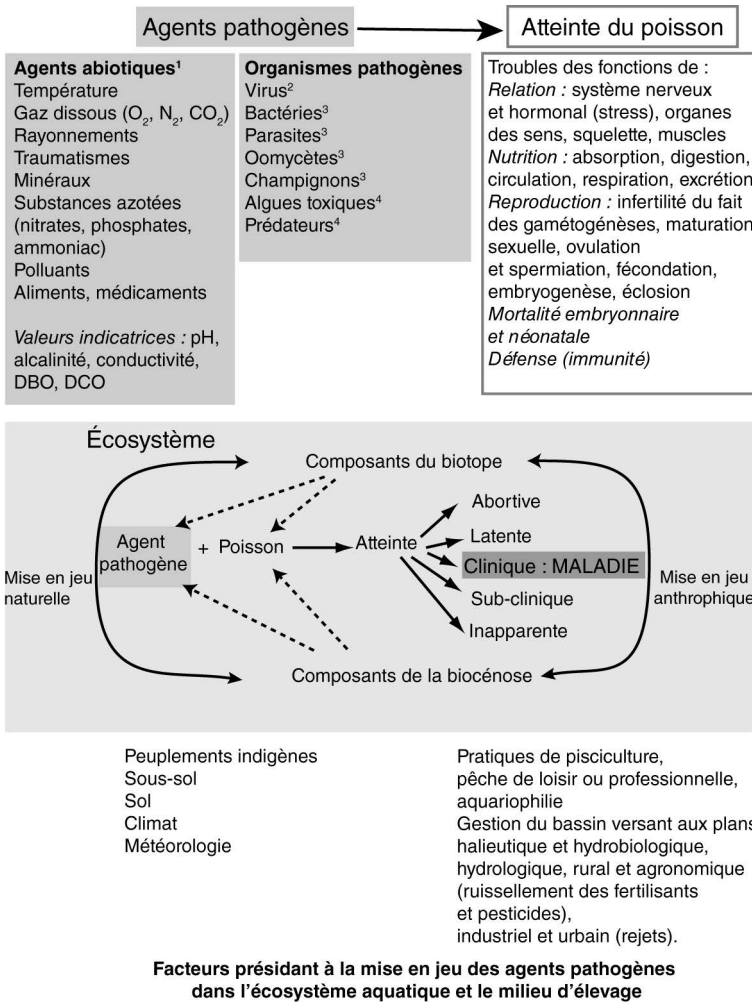 Agents pathogènes
Atteinte du poisson
Agents abiotiques¹
Température
Gaz dissous (O₂, N₂, CO₂)
Rayonnements
Traumatismes
Minéraux
Substances azotées
(nitrates, phosphates,
ammoniac)
Polluants
Aliments, médicaments
Valeurs indicatrices : pH,
alcalinité, conductivité,
DBO, DCO
Organismes pathogènes
Virus²
Bactéries³
Parasites³
Oomycètes³
Champignons³
Algues toxiques⁴
Prédateurs⁴
Troubles des fonctions de :
Relation : système nerveux
et hormonal (stress), organes
des sens, squelette, muscles
Nutrition : absorption, digestion,
circulation, respiration, excrétion
Reproduction : infertilité du fait
des gamétogénèses, maturation
sexuelle, ovulation
et spermiation, fécondation,
embryogenèse, éclosion
Mortalité embryonnaire
et néonatale
Défense (immunité)
Écosystème
Composants du biotope
Agent
pathogène
+ Poisson
Atteinte
Abortive
Latente
Clinique : MALADIE
Sub-clinique
Inapparente
Mise en jeu
naturelle
Mise en jeu
anthrophique
Composants de la biocénose
Peuplements indigènes
Sous-sol
Sol
Climat
Météorologie
Pratiques de pisciculture,
pêche de loisir ou professionnelle,
aquariophilie
Gestion du bassin versant aux plans
halieutique et hydrobiologique,
hydrologique, rural et agronomique
(ruissellement des fertilisants
et pesticides),
industriel et urbain (rejets).
Facteurs présidant à la mise en jeu des agents pathogènes
dans l'écosystème aquatique et le milieu d'élevage